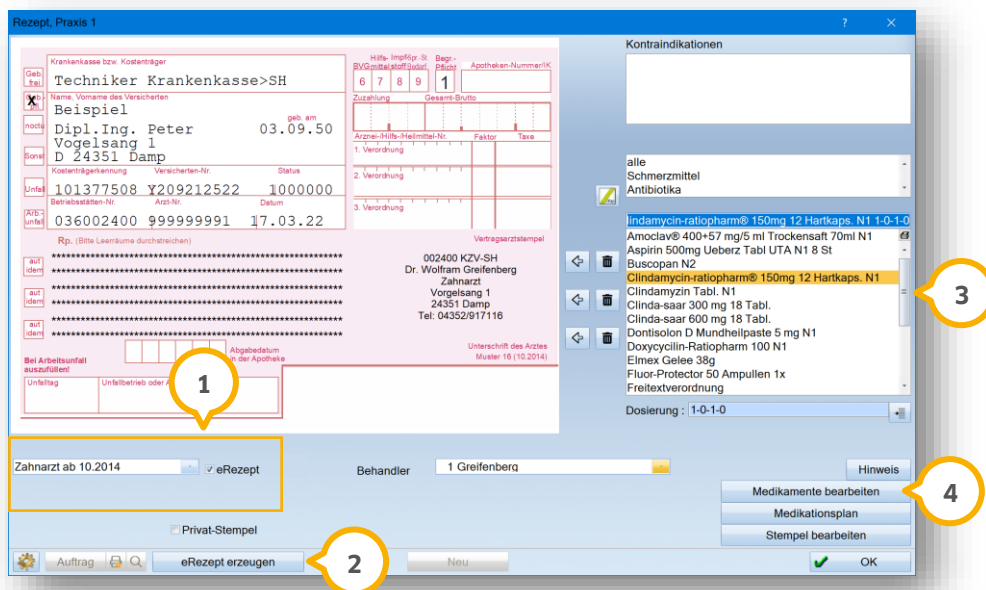 Rezept, Praxis 1
?
Krankenkasse bzw. Kostenträger
Techniker Krankenkasse>SH
Geb. frei
Hilfs- Impf- Spr.-St. Begr.-
BVG mittel stoff Bedarf Pflicht
Apotheken-Nummer/IK
6 7 8 9 1
X
Name, Vorname des Versicherten
Beispiel
Dipl.Ing. Peter
geb. am
03.09.50
Vogelsang 1
D 24351 Damp
noctu
Sonst
Zuzahlung
Gesamt-Brutto
Arznei-/Hilfs-/Heilmittel-Nr.
Faktor
Taxe
1. Verordnung
2. Verordnung
3. Verordnung
Unfall
Kostenträgerkennung
Versicherten-Nr.
Status
101377508 Y209212522 1000000
Arb.-unfall
Betriebsstätten-Nr.
Arzt-Nr.
Datum
036002400 999999991 17.03.22
Rp. (Bitte Leerräume durchstreichen)
Vertragsarztstempel
aut idem
aut idem
aut idem
*********************************************
*********************************************
*********************************************
*********************************************
*********************************************
*********************************************
002400 KZV-SH
Dr. Wolfram Greifenberg
Zahnarzt
Vorgelsang 1
24351 Damp
Tel: 04352/917116
Bei Arbeitsunfall
auszufüllen!
Abgabedatum
in der Apotheke
Unterschrift des Arztes
Muster 16 (10.2014)
Unfalltag
Unfallbetrieb oder
Kontraindikationen
alle
Schmerzmittel
Antibiotika
lindamycin-ratiopharm® 150mg 12 Hartkaps. N1 1-0-1-0
Amoclav® 400+57 mg/5 ml Trockensaft 70ml N1
Aspirin 500mg Ueberz Tabl UTA N1 8 St
Buscopan N2
Clindamycin-ratiopharm® 150mg 12 Hartkaps. N1
Clindamyzin Tabl. N1
Clinda-saar 300 mg 18 Tabl.
Clinda-saar 600 mg 18 Tabl.
Dontisolon D Mundheilpaste 5 mg N1
Doxycycilin-Ratiopharm 100 N1
Elmex Gelee 38g
Fluor-Protector 50 Ampullen 1x
Freitextverordnung
Dosierung : 1-0-1-0
1
3
Zahnarzt ab 10.2014
eRezept
Behandler
1 Greifenberg
Hinweis
Medikamente bearbeiten
4
Medikationsplan
Privat-Stempel
Stempel bearbeiten
Auftrag
eRezept erzeugen
2
Neu
OK